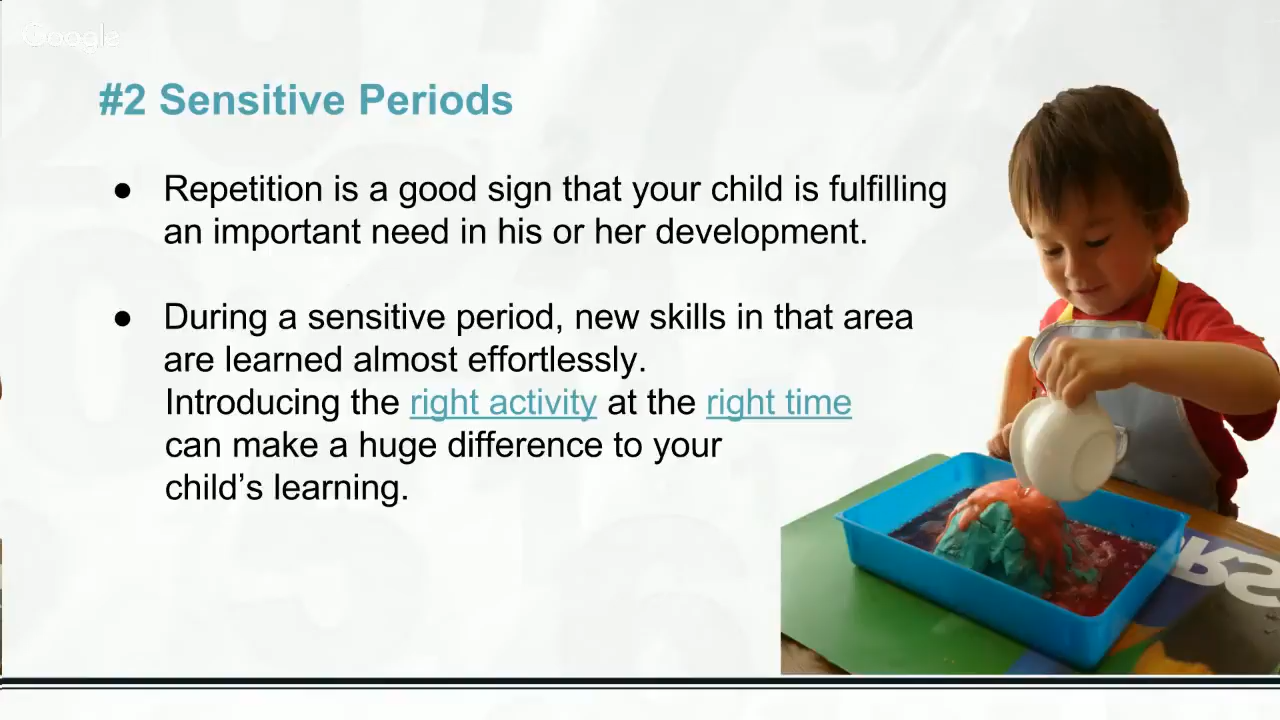 Google
#2 Sensitive Periods
● Repetition is a good sign that your child is fulfilling
an important need in his or her development.
● During a sensitive period, new skills in that area
are learned almost effortlessly.
Introducing the right activity at the right time
can make a huge difference to your
child’s learning.